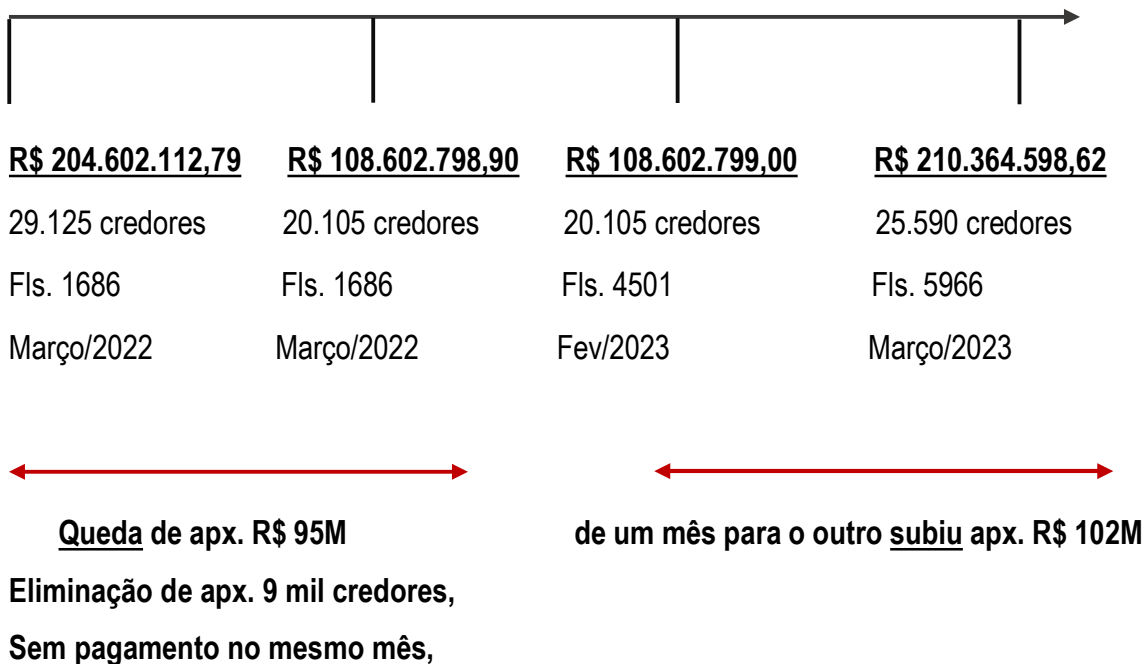 R$ 204.602.112,79 R$ 108.602.798,90 R$ 108.602.799,00 R$ 210.364.598,62
29.125 credores 20.105 credores 20.105 credores 25.590 credores
Fls. 1686 Fls. 1686 Fls. 4501 Fls. 5966
Março/2022 Março/2022 Fev/2023 Março/2023
Queda de apx. R$ 95M de um mês para o outro subiu apx. R$ 102M
Eliminação de apx. 9 mil credores,
Sem pagamento no mesmo mês,